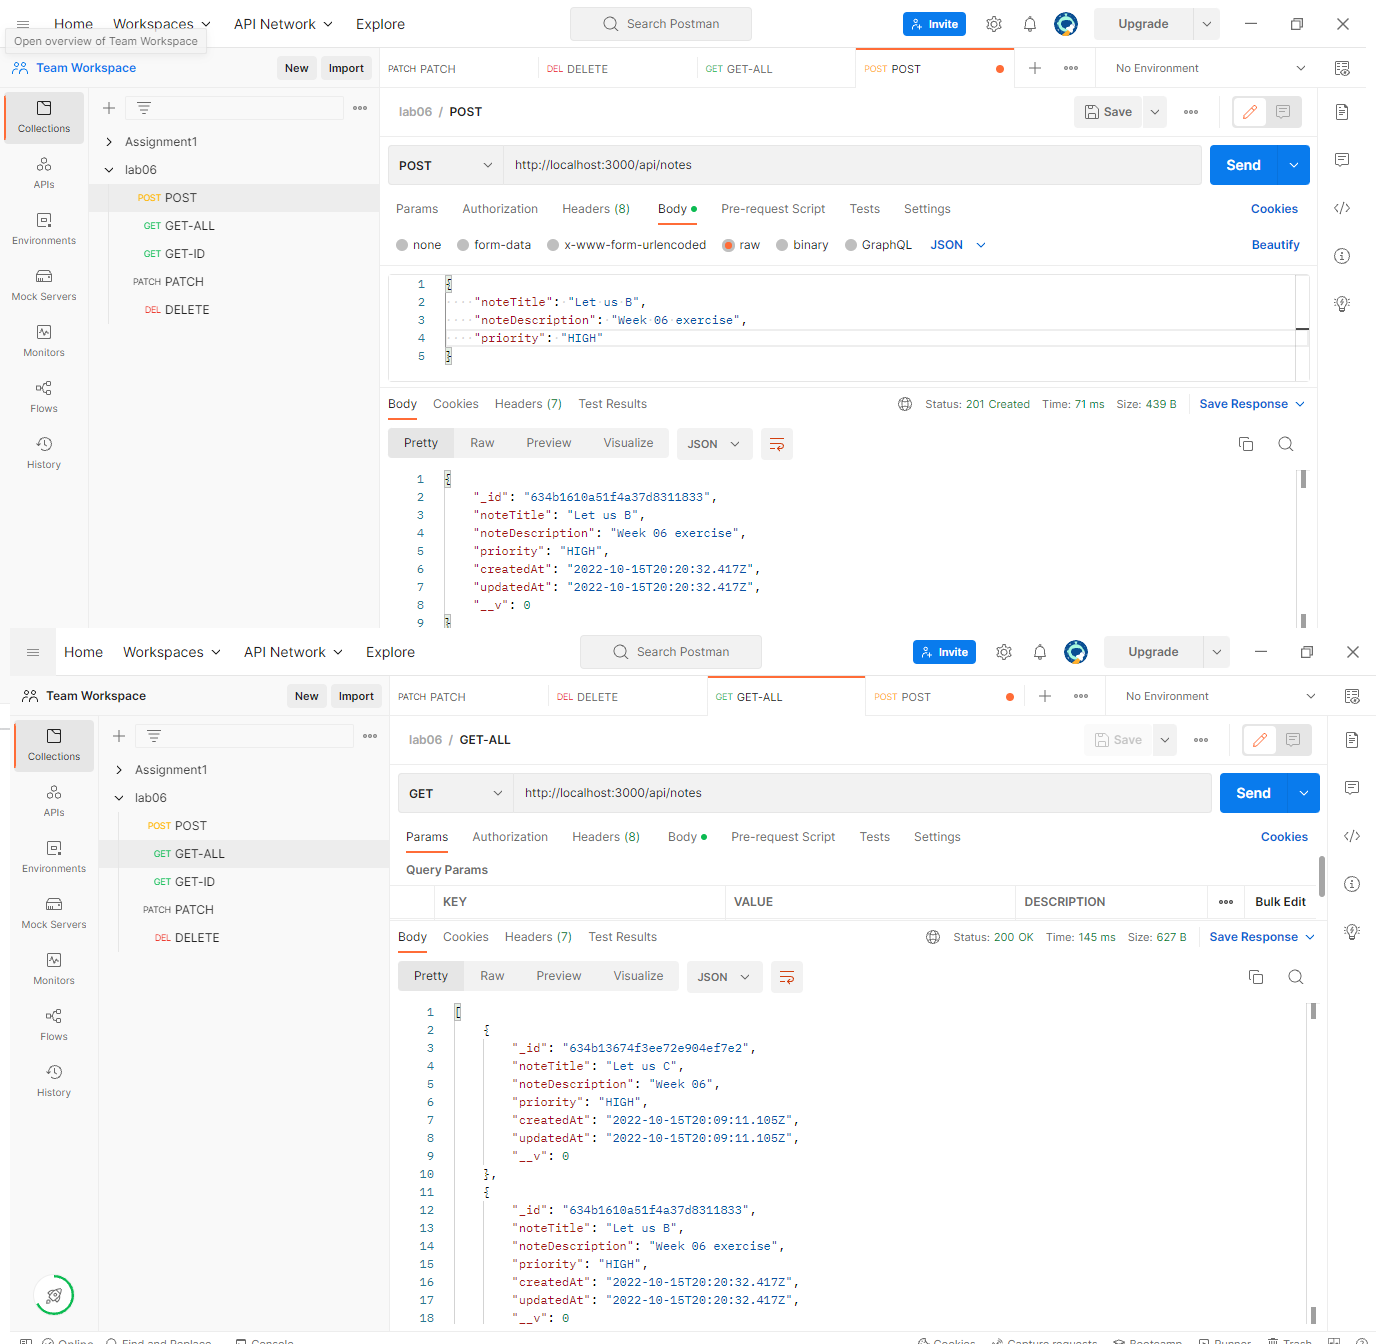 Home Workspaces API Network Explore Search Postman Invite Upgrade
Open overview of Team Workspace
Team Workspace New Import PATCH PATCH DEL DELETE GET GET-ALL POST POST No Environment
Collections
APIs
Environments
Mock Servers
Monitors
Flows
History
Assignment1
lab06
POST POST
GET GET-ALL
GET GET-ID
PATCH PATCH
DEL DELETE
lab06 / POST Save
POST http://localhost:3000/api/notes Send
Params Authorization Headers (8) Body Pre-request Script Tests Settings Cookies
none form-data x-www-form-urlencoded raw binary GraphQL JSON Beautify
1 {
2 "noteTitle": "Let us B",
3 "noteDescription": "Week 06 exercise",
4 "priority": "HIGH"
5 }
Body Cookies Headers (7) Test Results Status: 201 Created Time: 71 ms Size: 439 B Save Response
Pretty Raw Preview Visualize JSON
1 {
2 "_id": "634b1610a51f4a37d8311833",
3 "noteTitle": "Let us B",
4 "noteDescription": "Week 06 exercise",
5 "priority": "HIGH",
6 "createdAt": "2022-10-15T20:20:32.417Z",
7 "updatedAt": "2022-10-15T20:20:32.417Z",
8 "__v": 0
9 }
Home Workspaces API Network Explore Search Postman Invite Upgrade
Team Workspace New Import PATCH PATCH DEL DELETE GET GET-ALL POST POST No Environment
Collections
APIs
Environments
Mock Servers
Monitors
Flows
History
Assignment1
lab06
POST POST
GET GET-ALL
GET GET-ID
PATCH PATCH
DEL DELETE
lab06 / GET-ALL Save
GET http://localhost:3000/api/notes Send
Params Authorization Headers (8) Body Pre-request Script Tests Settings Cookies
Query Params
KEY VALUE DESCRIPTION Bulk Edit
Body Cookies Headers (7) Test Results Status: 200 OK Time: 145 ms Size: 627 B Save Response
Pretty Raw Preview Visualize JSON
1 [
2 {
3 "_id": "634b13674f3ee72e904ef7e2",
4 "noteTitle": "Let us C",
5 "noteDescription": "Week 06",
6 "priority": "HIGH",
7 "createdAt": "2022-10-15T20:09:11.105Z",
8 "updatedAt": "2022-10-15T20:09:11.105Z",
9 "__v": 0
10 },
11 {
12 "_id": "634b1610a51f4a37d8311833",
13 "noteTitle": "Let us B",
14 "noteDescription": "Week 06 exercise",
15 "priority": "HIGH",
16 "createdAt": "2022-10-15T20:20:32.417Z",
17 "updatedAt": "2022-10-15T20:20:32.417Z",
18 "__v": 0
Online Find and Replace Console Cookies Capture requests Bootcamp Runner Trash